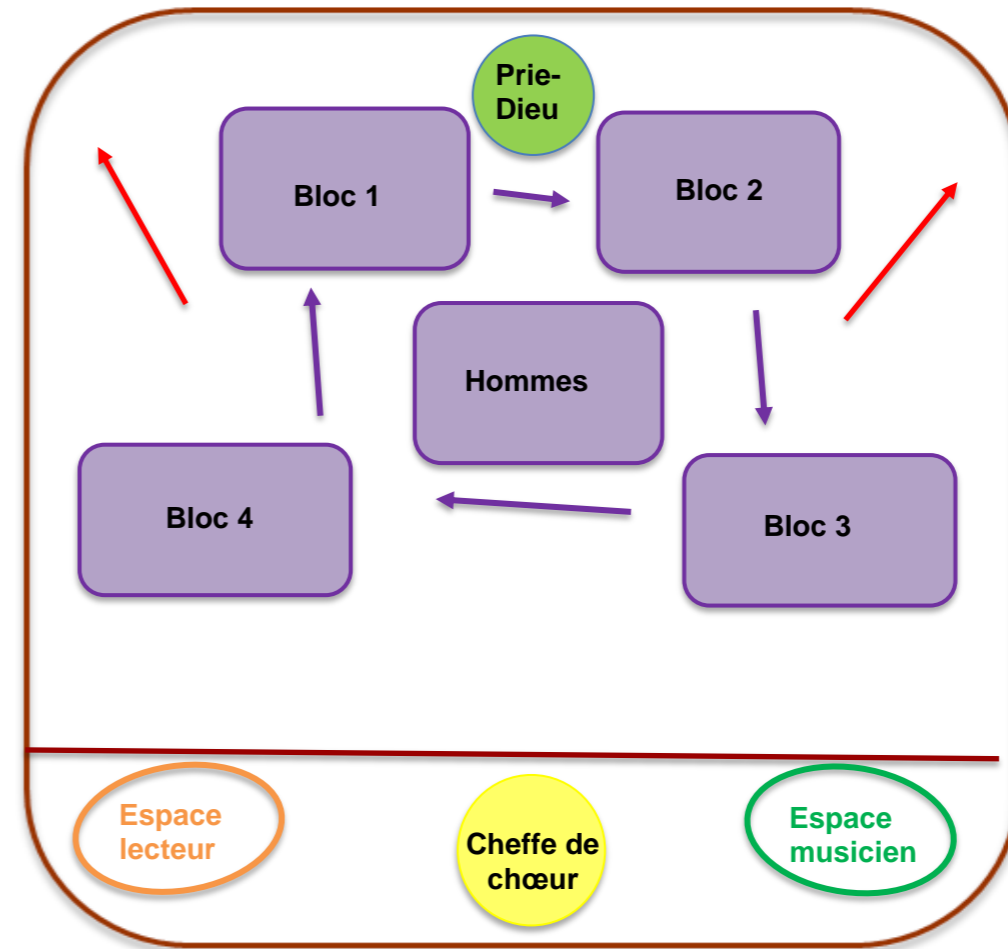 Prie-
Dieu
Bloc 1
Bloc 2
Hommes
Bloc 4
Bloc 3
Espace
lecteur
Cheffe de
chœur
Espace
musicien